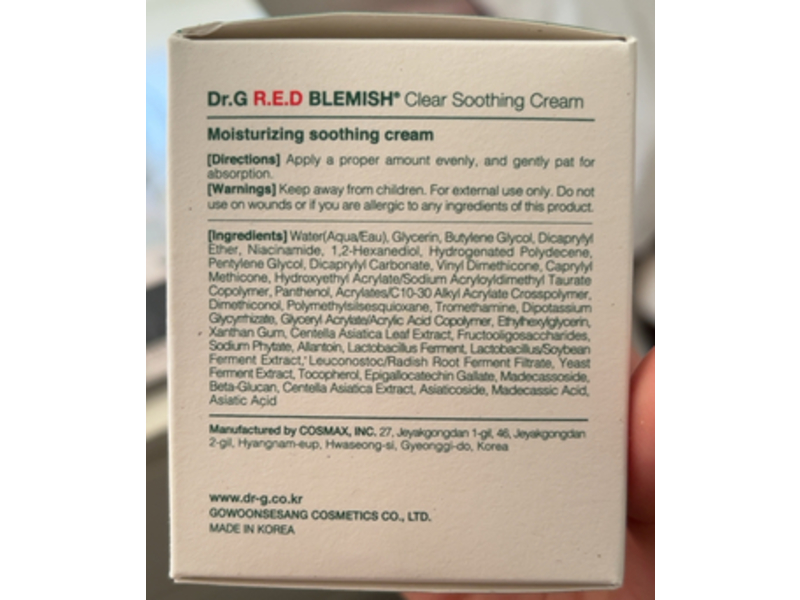 Dr.G R.E.D BLEMISH® Clear Soothing Cream
Moisturizing soothing cream
[Directions] Apply a proper amount evenly, and gently pat for
absorption.
[Warnings] Keep away from children. For external use only. Do not
use on wounds or if you are allergic to any ingredients of this product.
[Ingredients] Water(Aqua/Eau), Glycerin, Butylene Glycol, Dicaprylyl
Ether, Niacinamide, 1,2-Hexanediol, Hydrogenated Polydecene,
Pentylene Glycol, Dicaprylyl Carbonate, Vinyl Dimethicone, Caprylyl
Methicone, Hydroxyethyl Acrylate/Sodium Acryloyldimethyl Taurate
Copolymer, Panthenol, Acrylates/C10-30 Alkyl Acrylate Crosspolymer,
Dimethiconol, Polymethylsilsesquioxane, Tromethamine, Dipotassium
Glycyrrhizate, Glyceryl Acrylate/Acrylic Acid Copolymer, Ethylhexylglycerin,
Xanthan Gum, Centella Asiatica Leaf Extract, Fructooligosaccharides,
Sodium Phytate, Allantoin, Lactobacillus Ferment, Lactobacillus/Soybean
Ferment Extract, Leuconostoc/Radish Root Ferment Filtrate, Yeast
Ferment Extract, Tocopherol, Epigallocatechin Gallate, Madecassoside,
Beta-Glucan, Centella Asiatica Extract, Asiaticoside, Madecassic Acid,
Asiatic Acid
Manufactured by COSMAX, INC. 27, Jeyakgongdan 1-gil, 46, Jeyakgongdan
2-gil, Hyangnam-eup, Hwaseong-si, Gyeonggi-do, Korea
www.dr-g.co.kr
GOWOONSESANG COSMETICS CO., LTD.
MADE IN KOREA